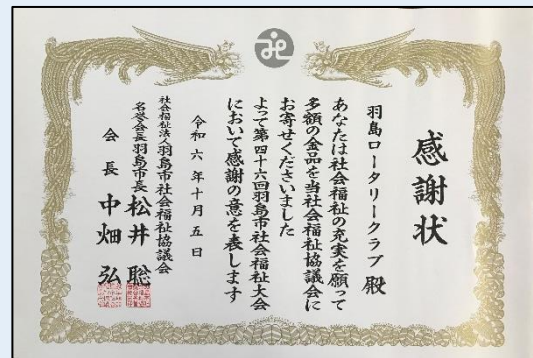 感謝状
羽島ロータリークラブ 殿
あなたは社会福祉の充実を願って
多額の金品を当社会福祉協議会に
お寄せくださいました
よって第四十六回羽島市社会福祉大会
において感謝の意を表します
令和六年十月五日
社会福祉法人羽島市社会福祉協議会
名誉会長羽島市長 松井 聡
会長 中畑 弘